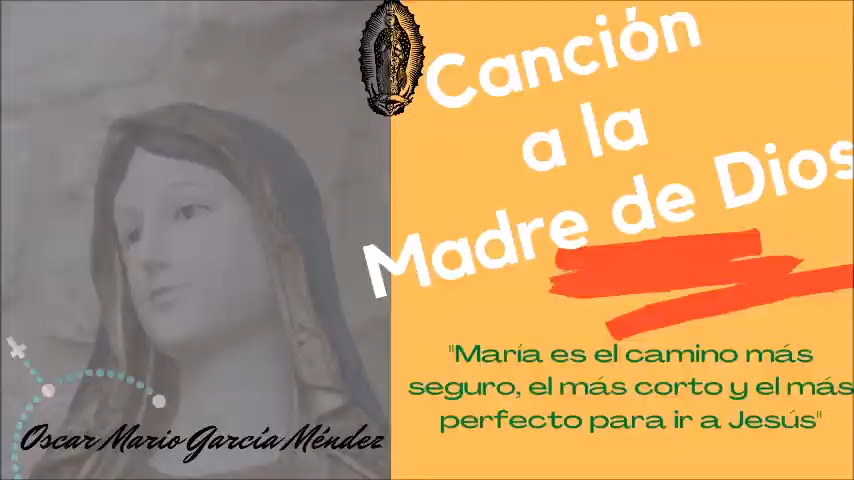 Canción
a la
Madre de Dios
"María es el camino más
seguro, el más corto y el más
perfecto para ir a Jesús"
Oscar Mario García Méndez